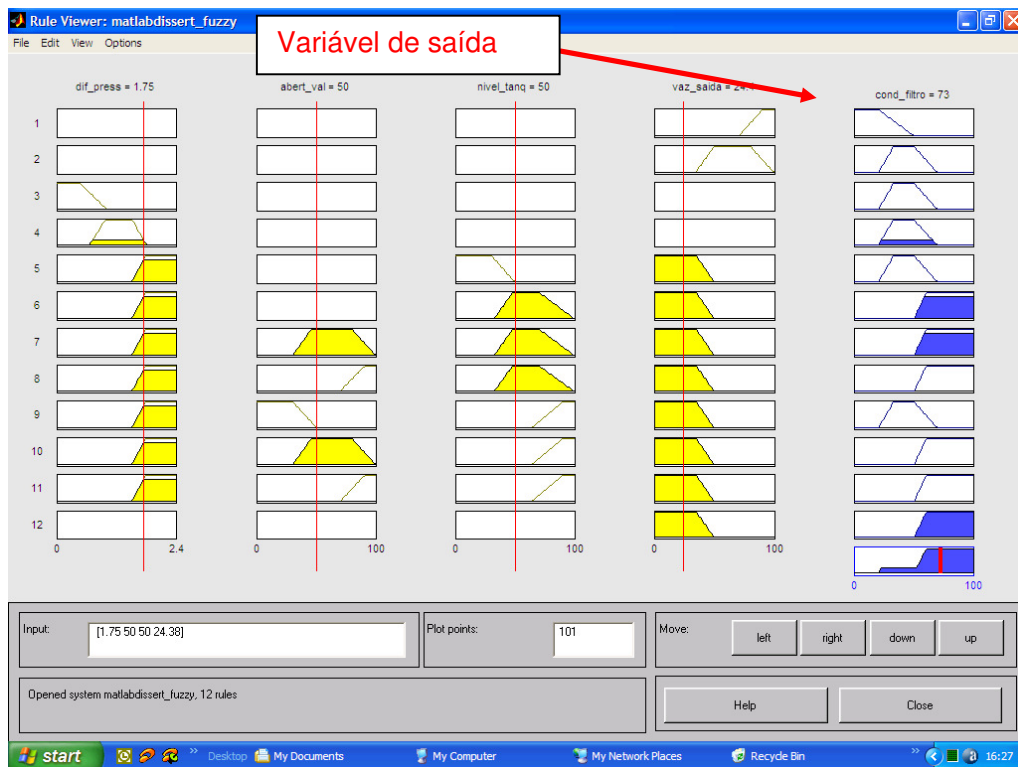 Rule Viewer: matlabdissert_fuzzy
File Edit View Options
Variável de saída
dif_press = 1.75
abert_val = 50
nivel_tanq = 50
vaz_saida = 24.
cond_filtro = 73
1
2
3
4
5
6
7
8
9
10
11
12
0 2.4
0 100
0 100
0 100
0 100
Input: [1.75 50 50 24.38]
Plot points: 101
Move: left right down up
Opened system matlabdissert_fuzzy, 12 rules
Help Close
start » Desktop My Documents My Computer My Network Places Recycle Bin » 16:27